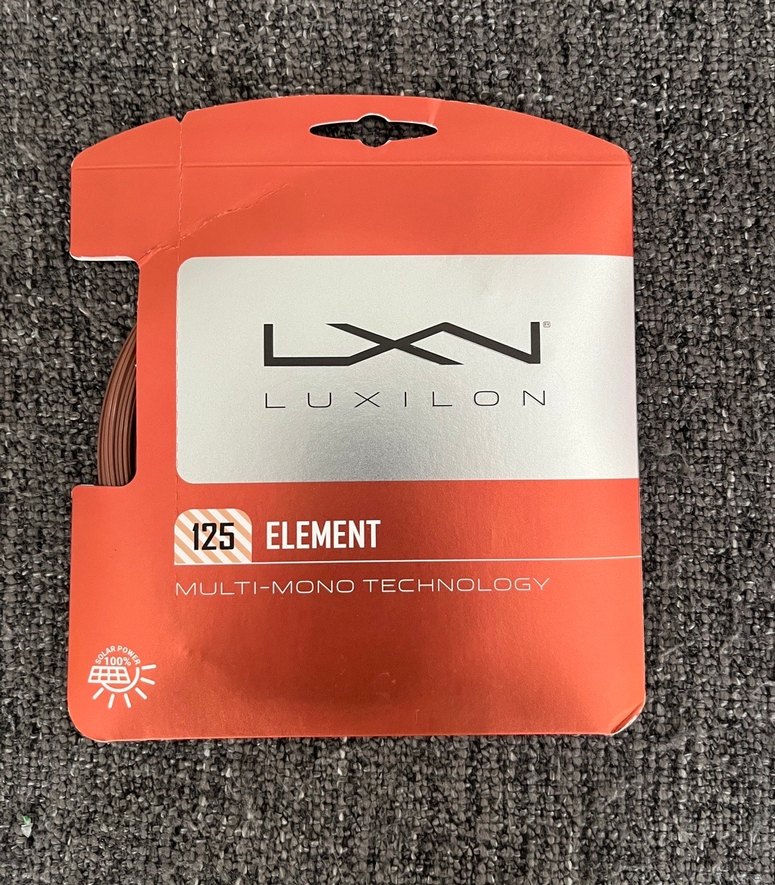 LXN®
LUXILON
125 ELEMENT
MULTI-MONO TECHNOLOGY
SOLAR POWER
100%